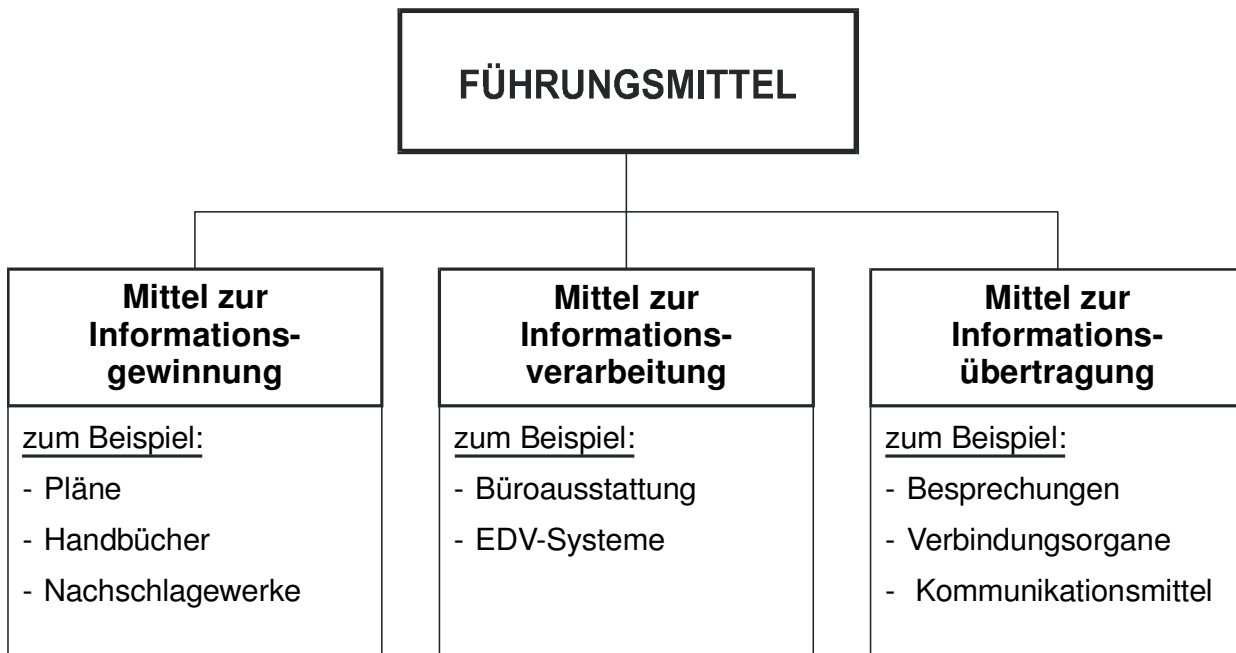 FÜHRUNGSMITTEL
Mittel zur
Informations-
gewinnung
zum Beispiel:
- Pläne
- Handbücher
- Nachschlagewerke
Mittel zur
Informations-
verarbeitung
zum Beispiel:
- Büroausstattung
- EDV-Systeme
Mittel zur
Informations-
übertragung
zum Beispiel:
- Besprechungen
- Verbindungsorgane
- Kommunikationsmittel